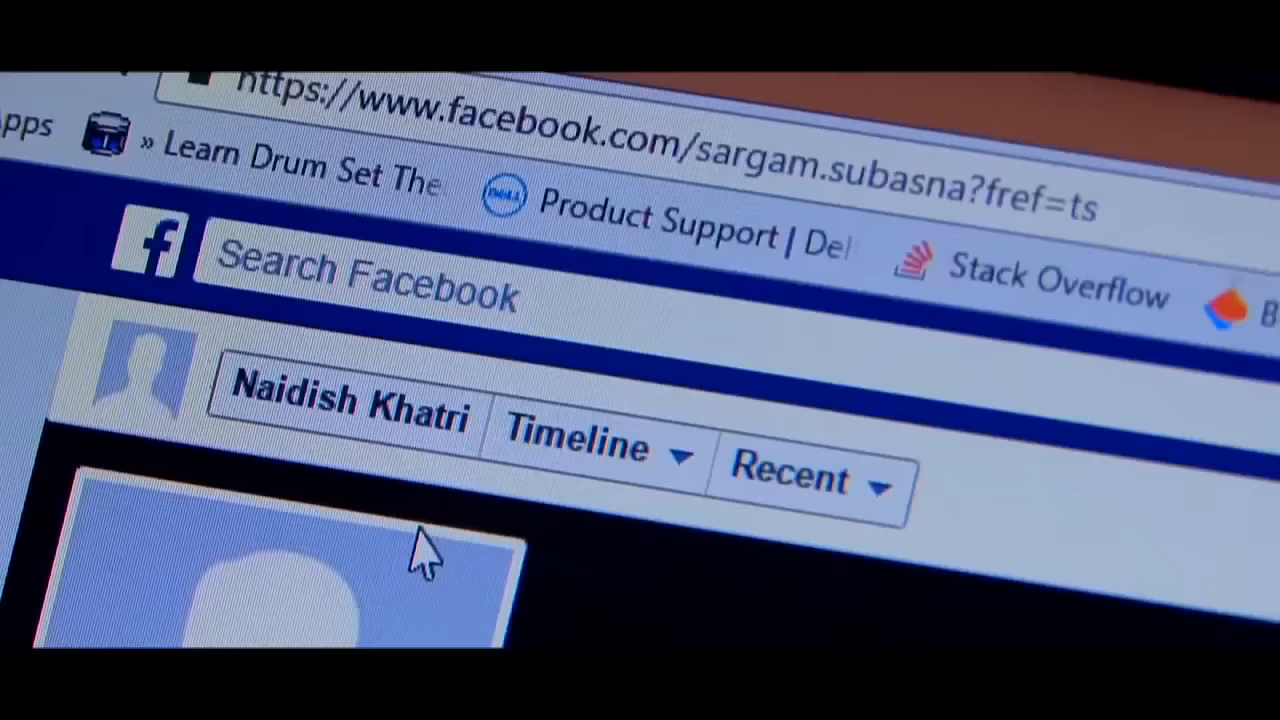 https://www.facebook.com/sargam.subasna?fref=ts
pps
» Learn Drum Set The
DELL
Product Support | Del
Stack Overflow
B
f
Search Facebook
Naidish Khatri
Timeline
Recent